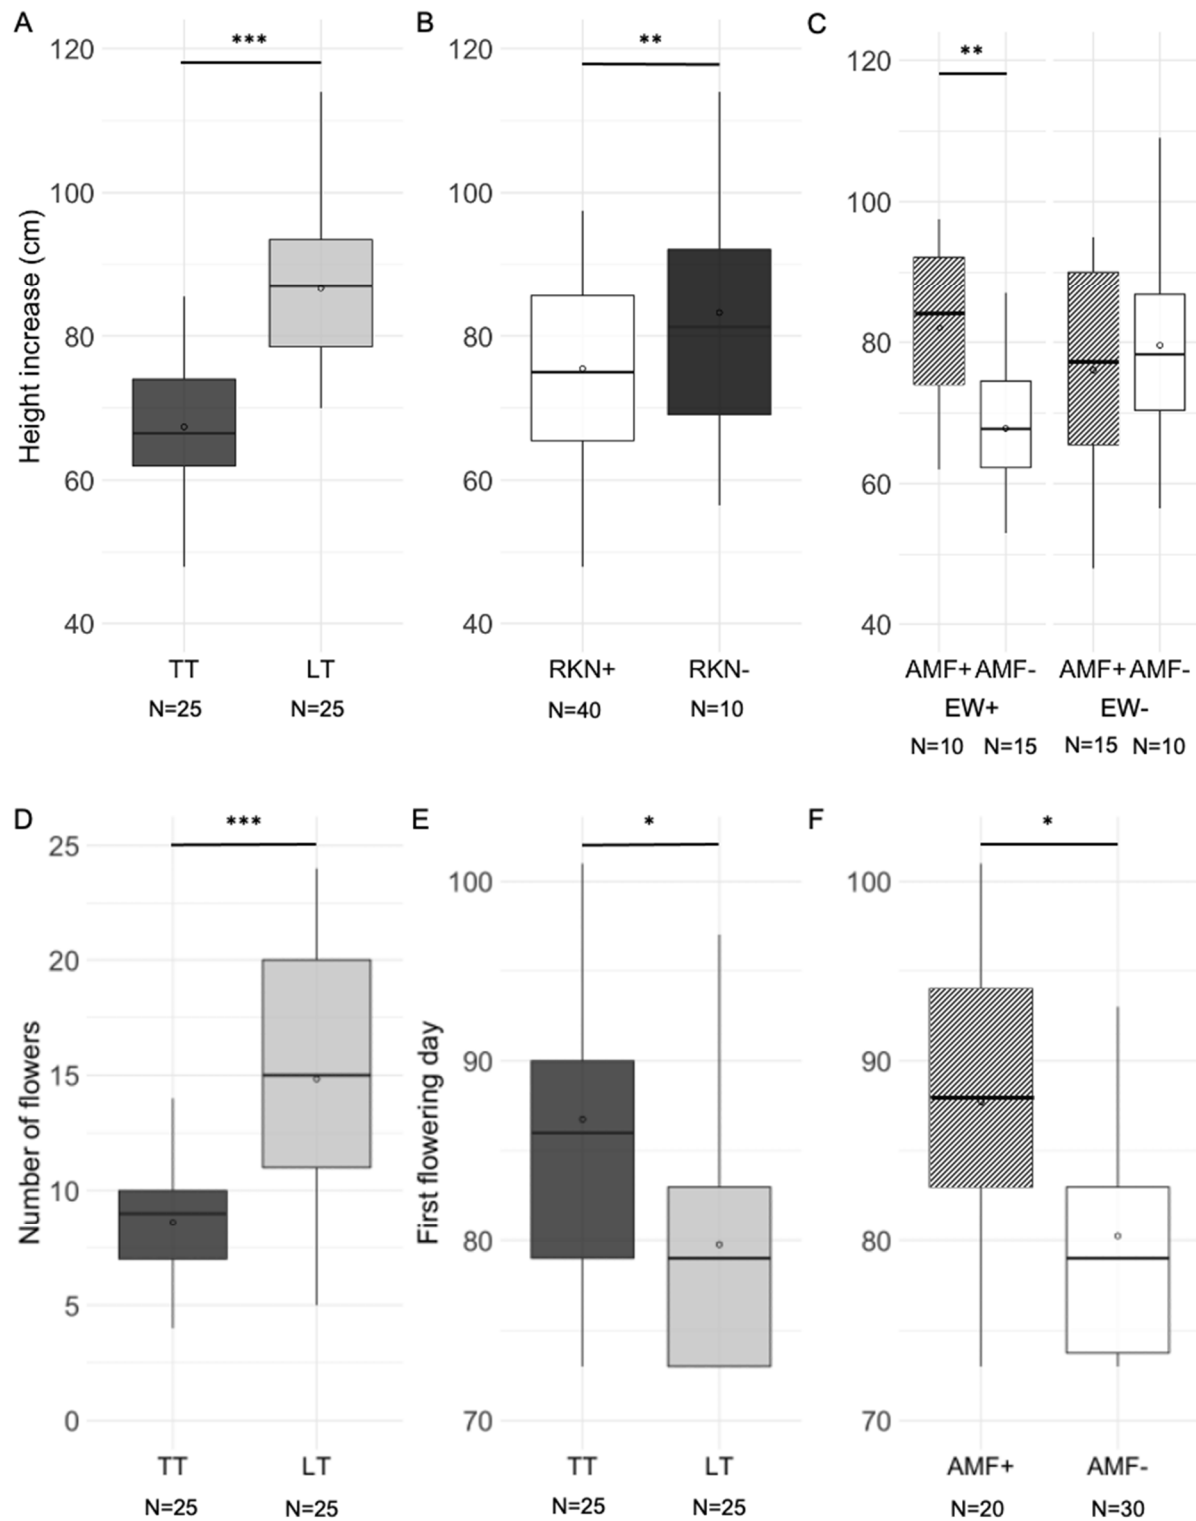 A
***
120
100
80
60
40
Height increase (cm)
TT LT
N=25 N=25
B
**
120
100
80
60
40
RKN+ RKN-
N=40 N=10
C
**
120
100
80
60
40
AMF+ AMF- AMF+ AMF-
EW+ EW-
N=10 N=15 N=15 N=10
D
***
25
20
15
10
5
0
Number of flowers
TT LT
N=25 N=25
E
*
100
90
80
70
First flowering day
TT LT
N=25 N=25
F
*
100
90
80
70
AMF+ AMF-
N=20 N=30